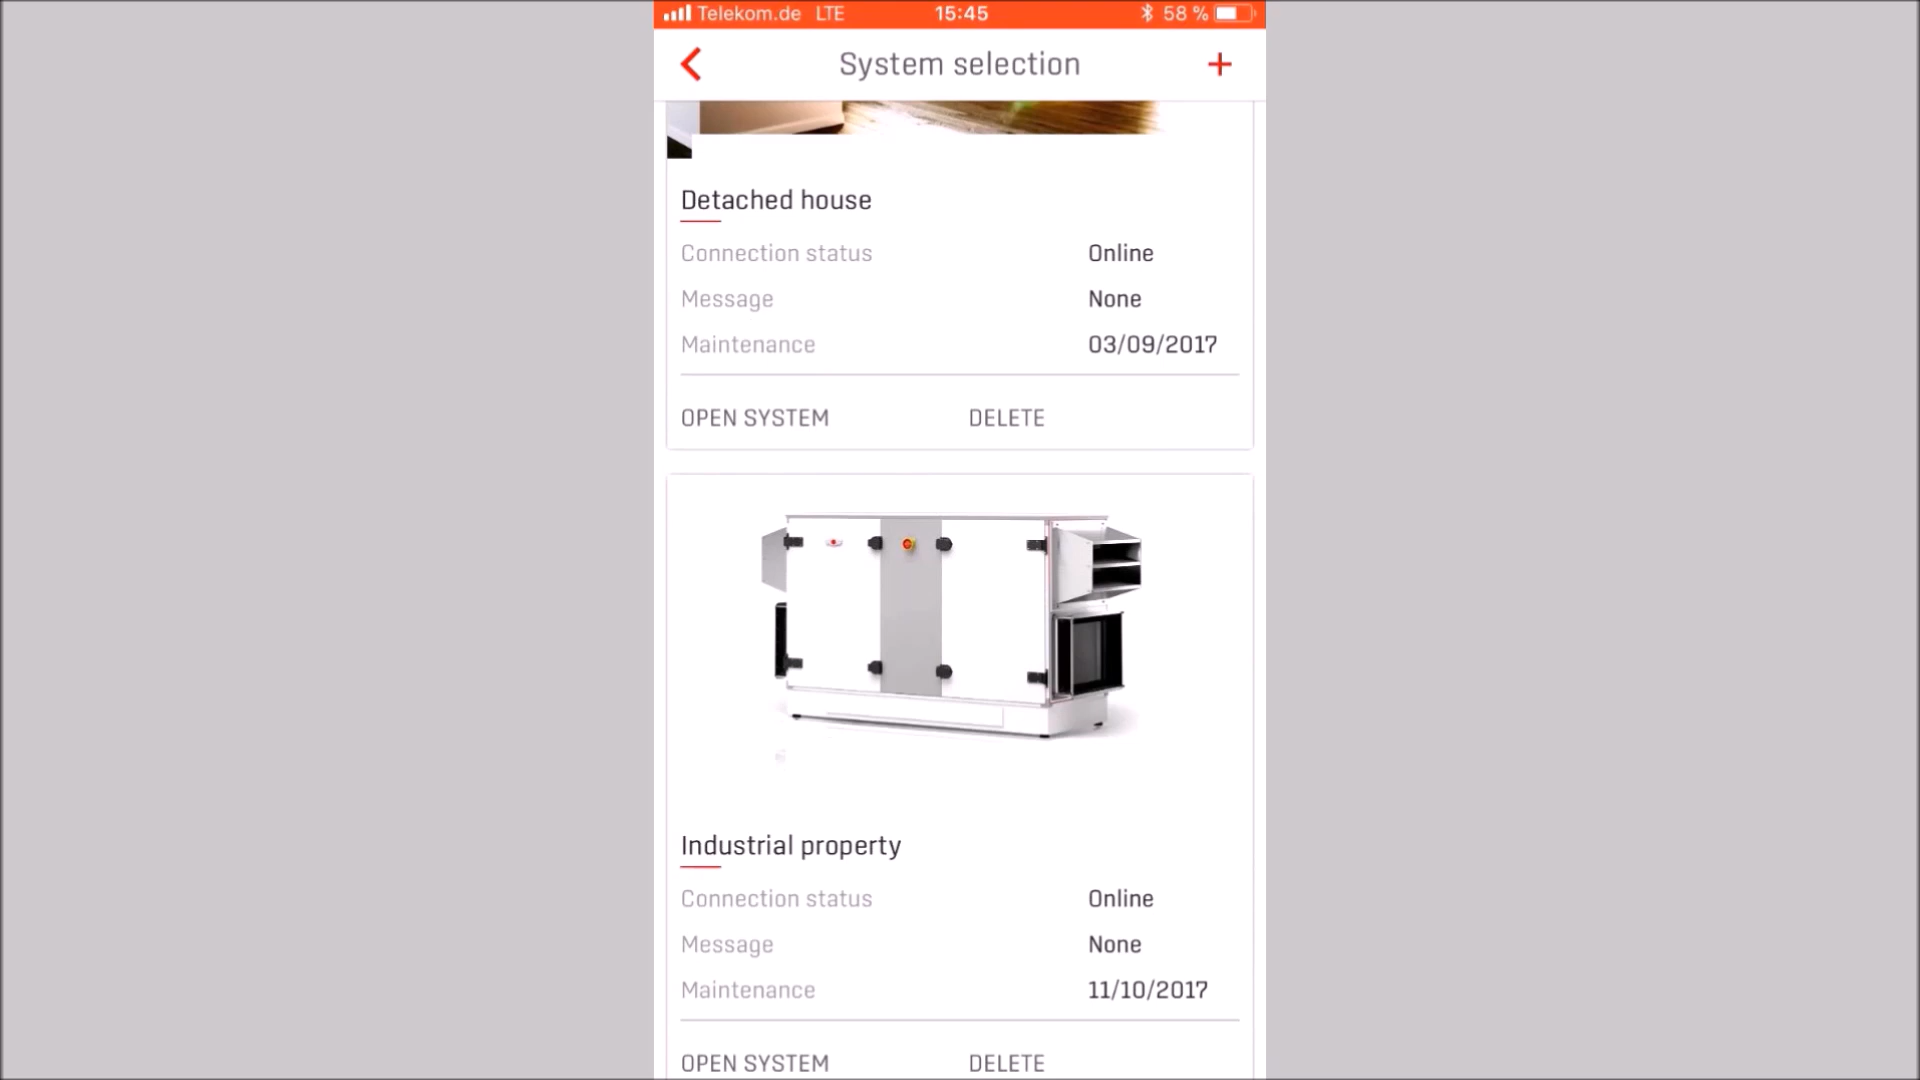 Telekom.de LTE 15:45 58 %
System selection
Detached house
Connection status Online
Message None
Maintenance 03/09/2017
OPEN SYSTEM DELETE
Industrial property
Connection status Online
Message None
Maintenance 11/10/2017
OPEN SYSTEM DELETE